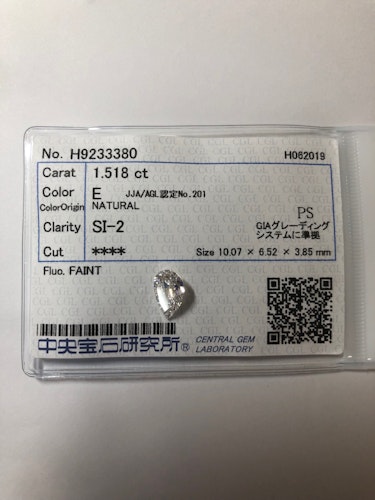 No. H9233380 H062019
Carat 1.518 ct
Color E JJA/AGL認定No.201
ColorOrigin NATURAL
PS
Clarity SI-2 GIAグレーディング
システムに準拠
Cut **** Size 10.07 × 6.52 × 3.85 mm
Fluo. FAINT
中央宝石研究所® CENTRAL GEM
LABORATORY